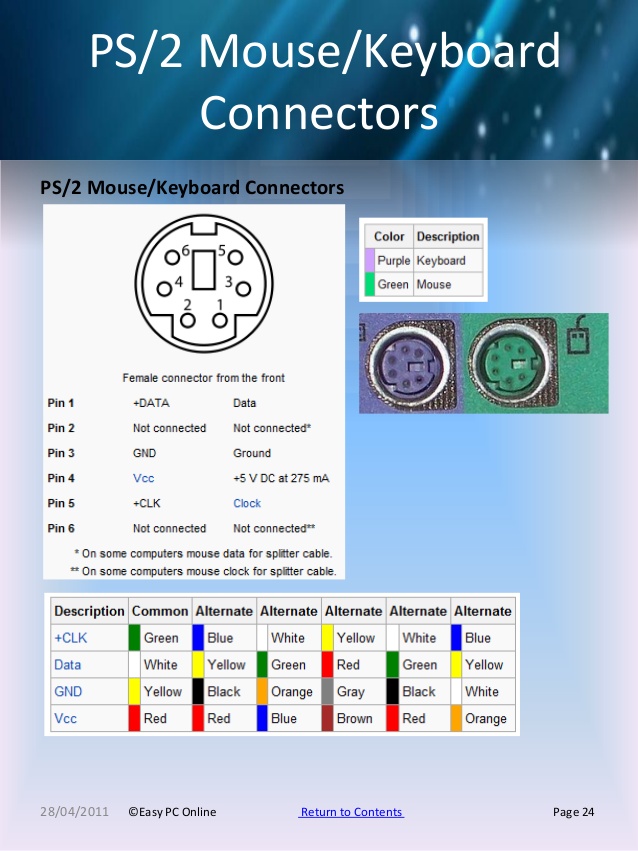 PS/2 Mouse/Keyboard
Connectors
PS/2 Mouse/Keyboard Connectors
6 5
4 3
2 1
Female connector from the front
Pin 1 +DATA Data
Pin 2 Not connected Not connected*
Pin 3 GND Ground
Pin 4 Vcc +5 V DC at 275 mA
Pin 5 +CLK Clock
Pin 6 Not connected Not connected**
* On some computers mouse data for splitter cable.
** On some computers mouse clock for splitter cable.
Color Description
Purple Keyboard
Green Mouse
Description Common Alternate Alternate Alternate Alternate Alternate
+CLK Green Blue White Yellow White Blue
Data White Yellow Green Red Green Yellow
GND Yellow Black Orange Gray Black White
Vcc Red Red Blue Brown Red Orange
28/04/2011 ©Easy PC Online Return to Contents Page 24